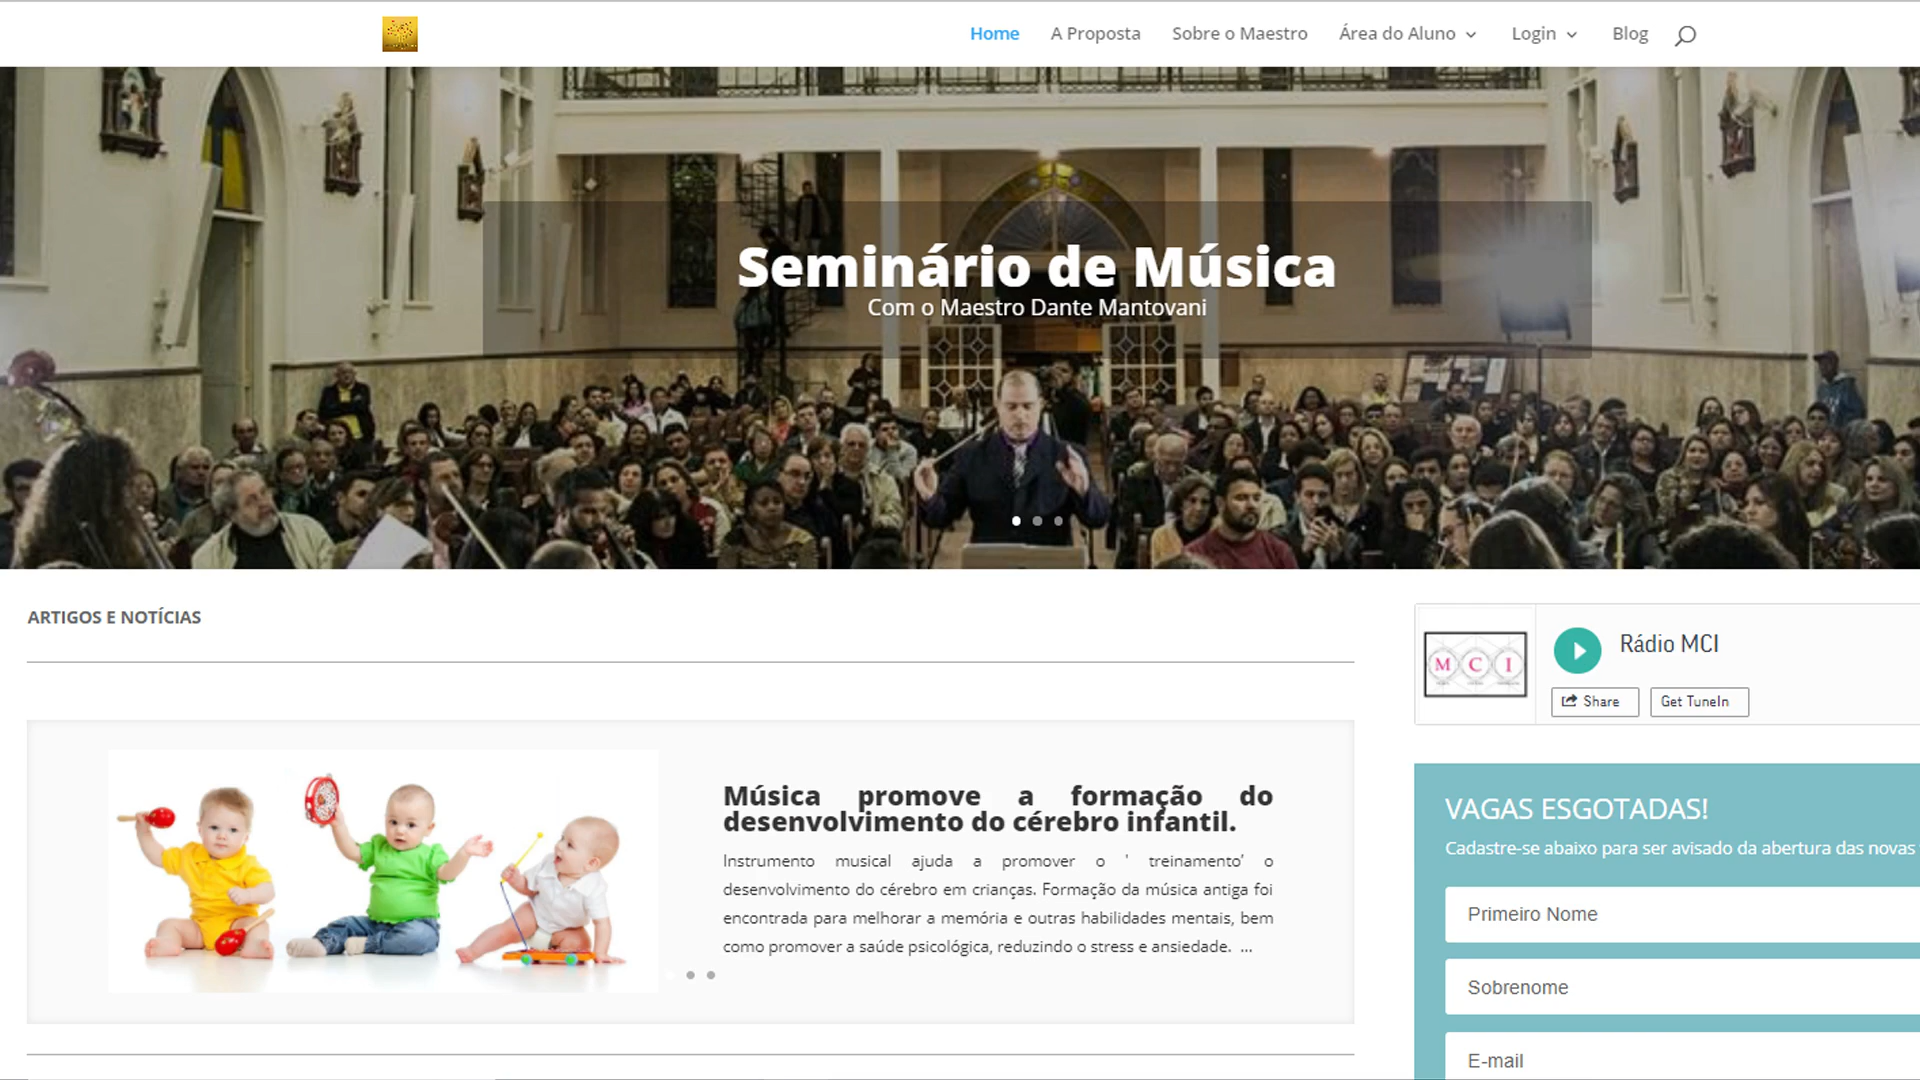 Home A Proposta Sobre o Maestro Área do Aluno Login Blog
Seminário de Música
Com o Maestro Dante Mantovani
ARTIGOS E NOTÍCIAS
Música promove a formação do
desenvolvimento do cérebro infantil.
Instrumento musical ajuda a promover o ' treinamento’ o
desenvolvimento do cérebro em crianças. Formação da música antiga foi
encontrada para melhorar a memória e outras habilidades mentais, bem
como promover a saúde psicológica, reduzindo o stress e ansiedade. ...
M C I
Rádio MCI
Share Get TuneIn
VAGAS ESGOTADAS!
Cadastre-se abaixo para ser avisado da abertura das novas
Primeiro Nome
Sobrenome
E-mail